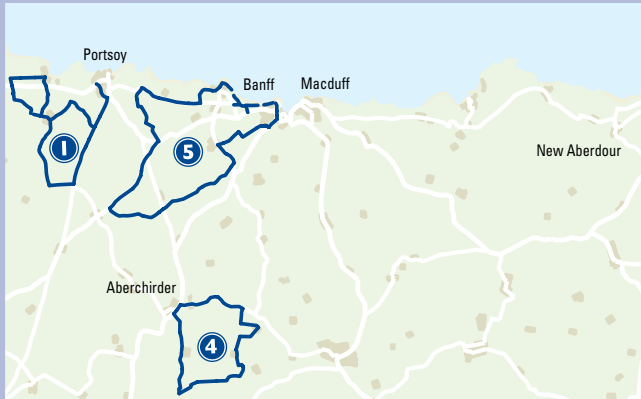 Portsoy
Banff
Macduff
1
5
New Aberdour
Aberchirder
4